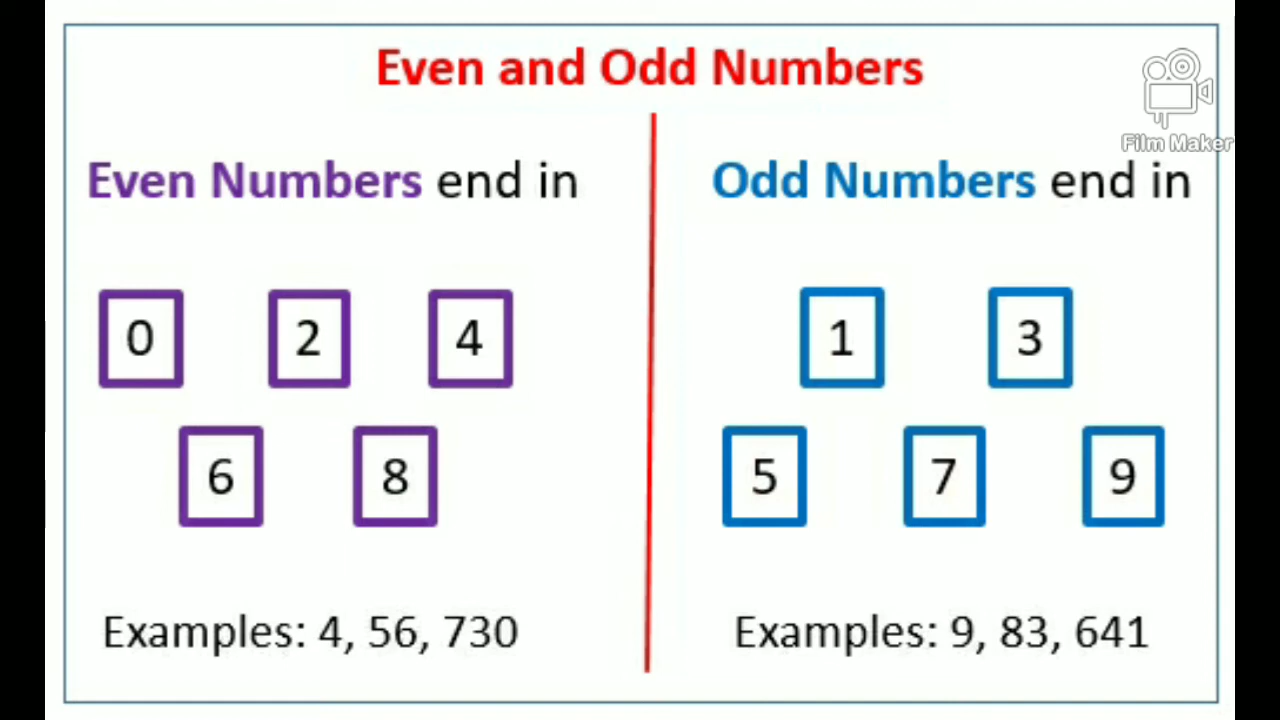 Even and Odd Numbers
Film Maker
Even Numbers end in
0 2 4
6 8
Examples: 4, 56, 730
Odd Numbers end in
1 3
5 7 9
Examples: 9, 83, 641